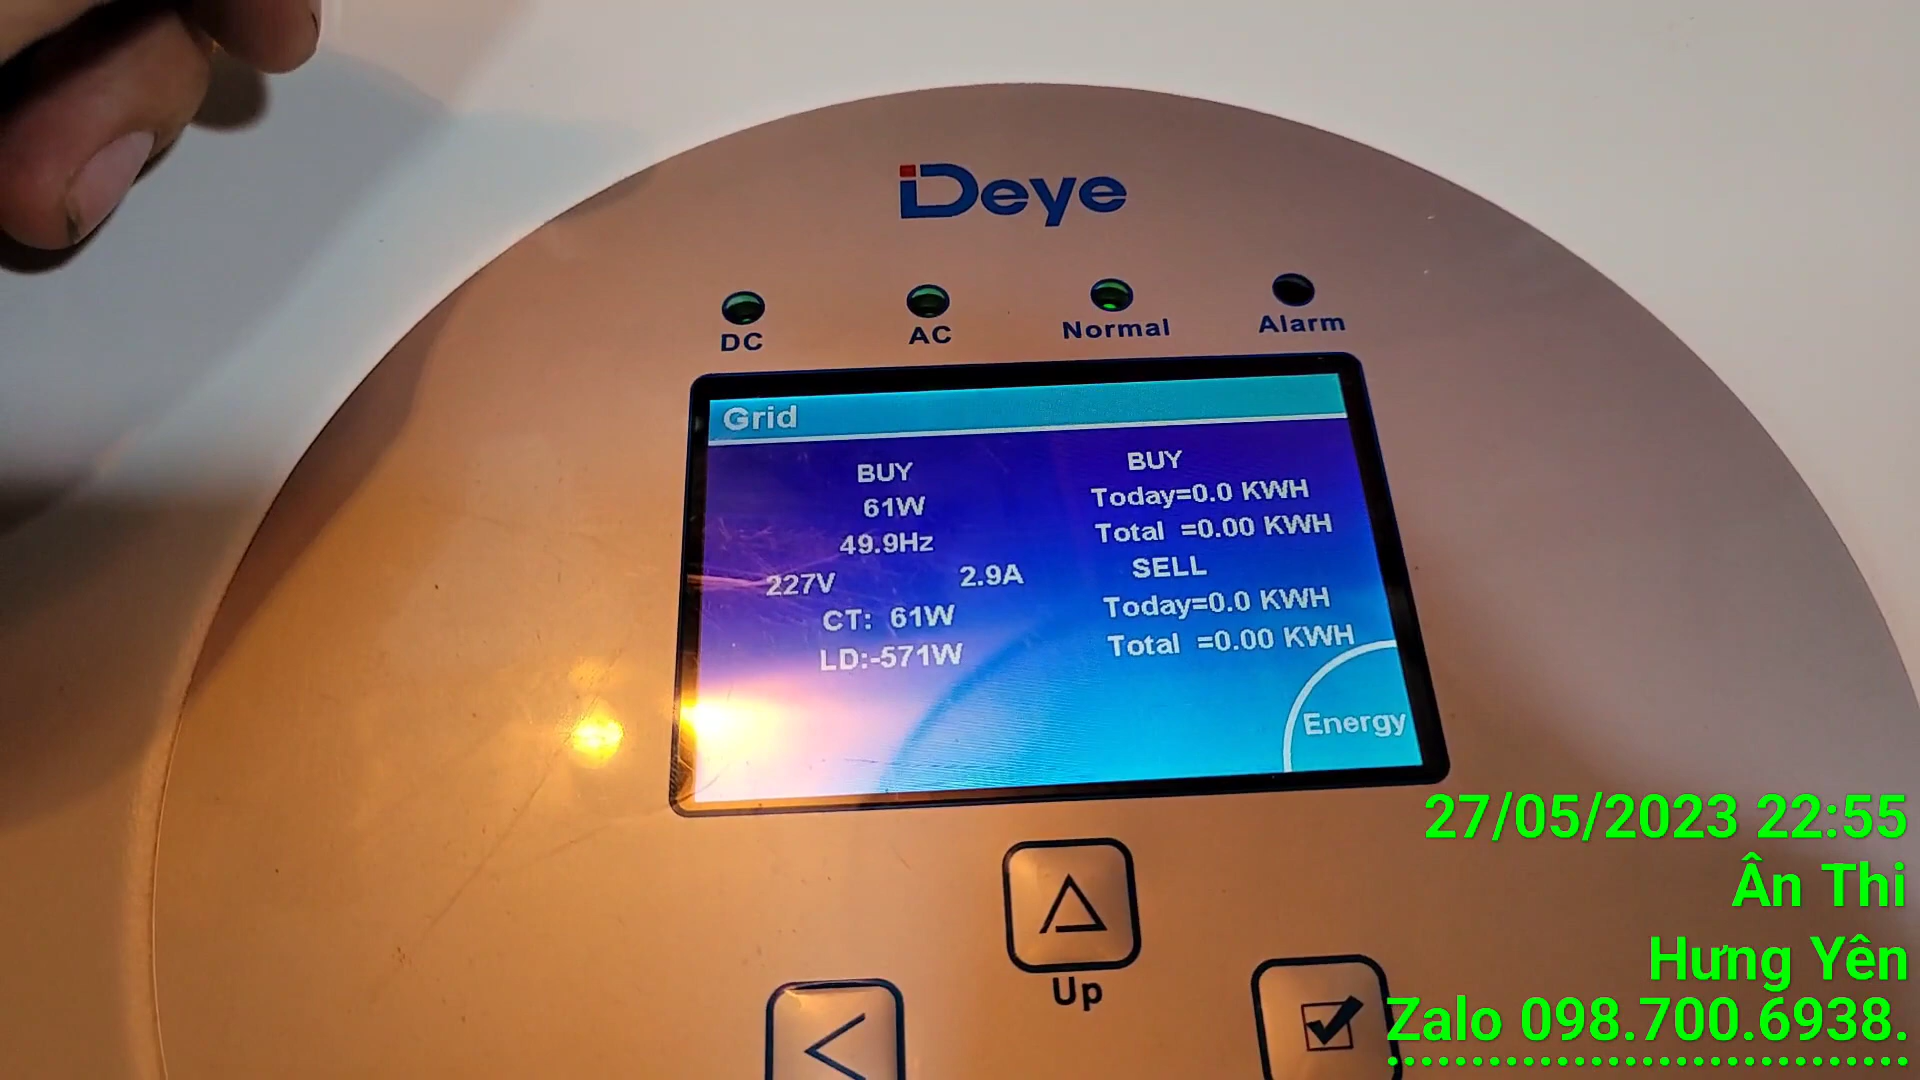 Deye
DC
AC
Normal
Alarm
Grid
BUY
61W
49.9Hz
227V 2.9A
CT: 61W
LD:-571W
BUY
Today=0.0 KWH
Total =0.00 KWH
SELL
Today=0.0 KWH
Total =0.00 KWH
Energy
Up
27/05/2023 22:55
Ân Thi
Hưng Yên
Zalo 098.700.6938.